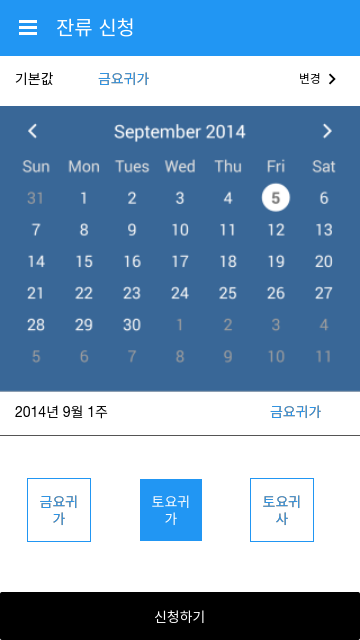 잔류 신청
기본값 금요귀가 변경
September 2014
Sun Mon Tues Wed Thu Fri Sat
31 1 2 3 4 5 6
7 8 9 10 11 12 13
14 15 16 17 18 19 20
21 22 23 24 25 26 27
28 29 30 1 2 3 4
5 6 7 8 9 10 11
2014년 9월 1주 금요귀가
금요귀
가
토요귀
가
토요귀
사
신청하기